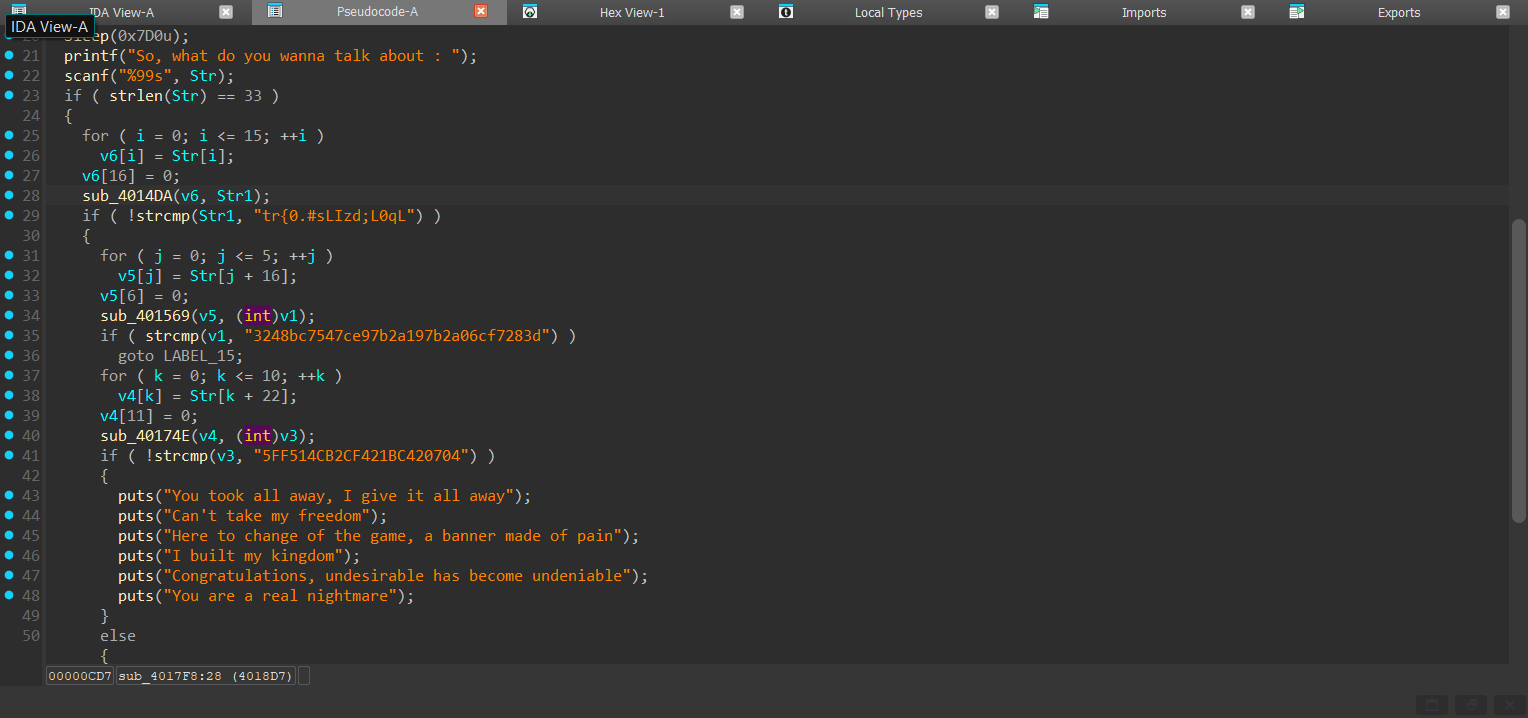 IDA View-A Pseudocode-A Hex View-1 Local Types Imports Exports
IDA View-A
20 Sleep(0x7D0u);
21 printf("So, what do you wanna talk about : ");
22 scanf("%99s", Str);
23 if ( strlen(Str) == 33 )
24 {
25 for ( i = 0; i <= 15; ++i )
26 v6[i] = Str[i];
27 v6[16] = 0;
28 sub_4014DA(v6, Str1);
29 if ( !strcmp(Str1, "tr{0.#sLIzd;L0qL") )
30 {
31 for ( j = 0; j <= 5; ++j )
32 v5[j] = Str[j + 16];
33 v5[6] = 0;
34 sub_401569(v5, (int)v1);
35 if ( strcmp(v1, "3248bc7547ce97b2a197b2a06cf7283d") )
36 goto LABEL_15;
37 for ( k = 0; k <= 10; ++k )
38 v4[k] = Str[k + 22];
39 v4[11] = 0;
40 sub_40174E(v4, (int)v3);
41 if ( !strcmp(v3, "5FF514CB2CF421BC420704") )
42 {
43 puts("You took all away, I give it all away");
44 puts("Can't take my freedom");
45 puts("Here to change of the game, a banner made of pain");
46 puts("I built my kingdom");
47 puts("Congratulations, undesirable has become undeniable");
48 puts("You are a real nightmare");
49 }
50 else
{
00000CD7 sub_4017F8:28 (4018D7)